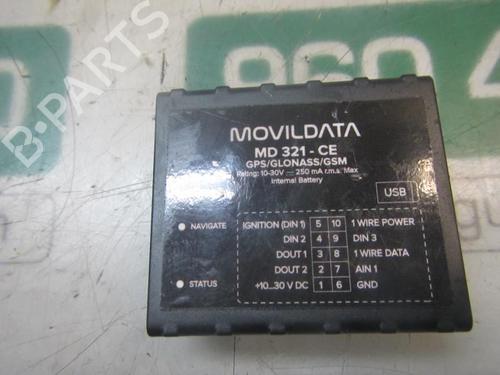 960 4
B-PARTS
MOVILDATA
MD 321 - CE
GPS/GLONASS/GSM
Rating: 10-30V ⎓ 250 mA r.m.s. Max
Internal Battery
USB
NAVIGATE
STATUS
IGNITION (DIN 1) 5 10 1 WIRE POWER
DIN 2 4 9 DIN 3
DOUT 1 3 8 1 WIRE DATA
DOUT 2 2 7 AIN 1
+10...30 V DC 1 6 GND